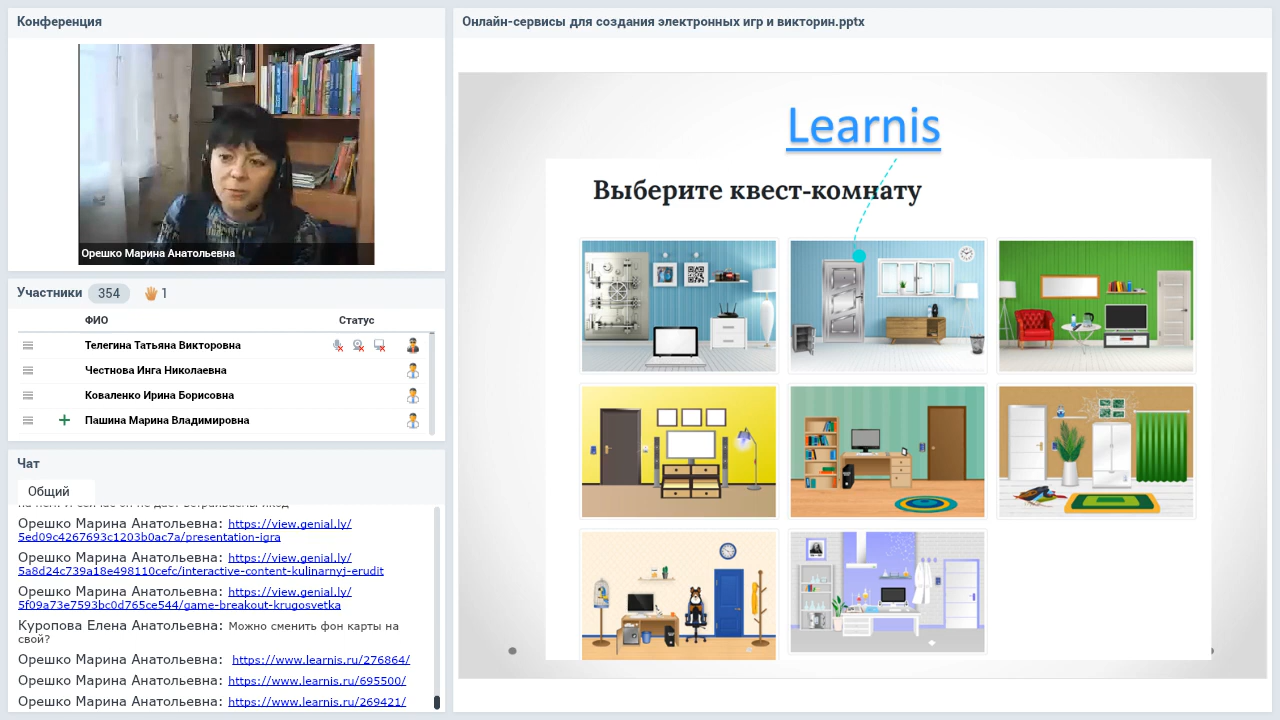 Конференция
Орешко Марина Анатольевна
Участники 354 1
ФИО Статус
Телегина Татьяна Викторовна
Честнова Инга Николаевна
Коваленко Ирина Борисовна
Пашина Марина Владимировна
Чат
Общий
Орешко Марина Анатольевна: https://view.genial.ly/
5ed09c4267693c1203b0ac7a/presentation-igra
Орешко Марина Анатольевна: https://view.genial.ly/
5a8d24c739a18e498110cefc/interactive-content-kulinarnyj-erudit
Орешко Марина Анатольевна: https://view.genial.ly/
5f09a73e7593bc0d765ce544/game-breakout-krugosvetka
Куропова Елена Анатольевна: Можно сменить фон карты на
свой?
Орешко Марина Анатольевна: https://www.learnis.ru/276864/
Орешко Марина Анатольевна: https://www.learnis.ru/695500/
Орешко Марина Анатольевна: https://www.learnis.ru/269421/
Онлайн-сервисы для создания электронных игр и викторин.pptx
Learnis
Выберите квест-комнату